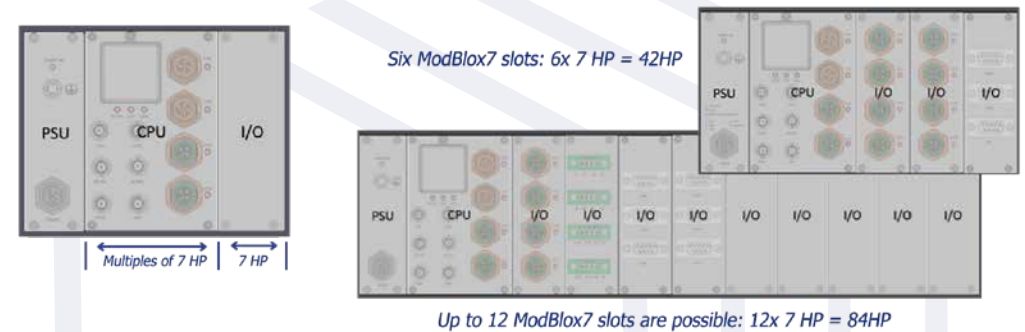 PSU CPU I/O
Multiples of 7 HP 7 HP
Six ModBlox7 slots: 6x 7 HP = 42HP
PSU CPU I/O I/O I/O
PSU CPU I/O I/O I/O I/O I/O I/O I/O I/O I/O
Up to 12 ModBlox7 slots are possible: 12x 7 HP = 84HP